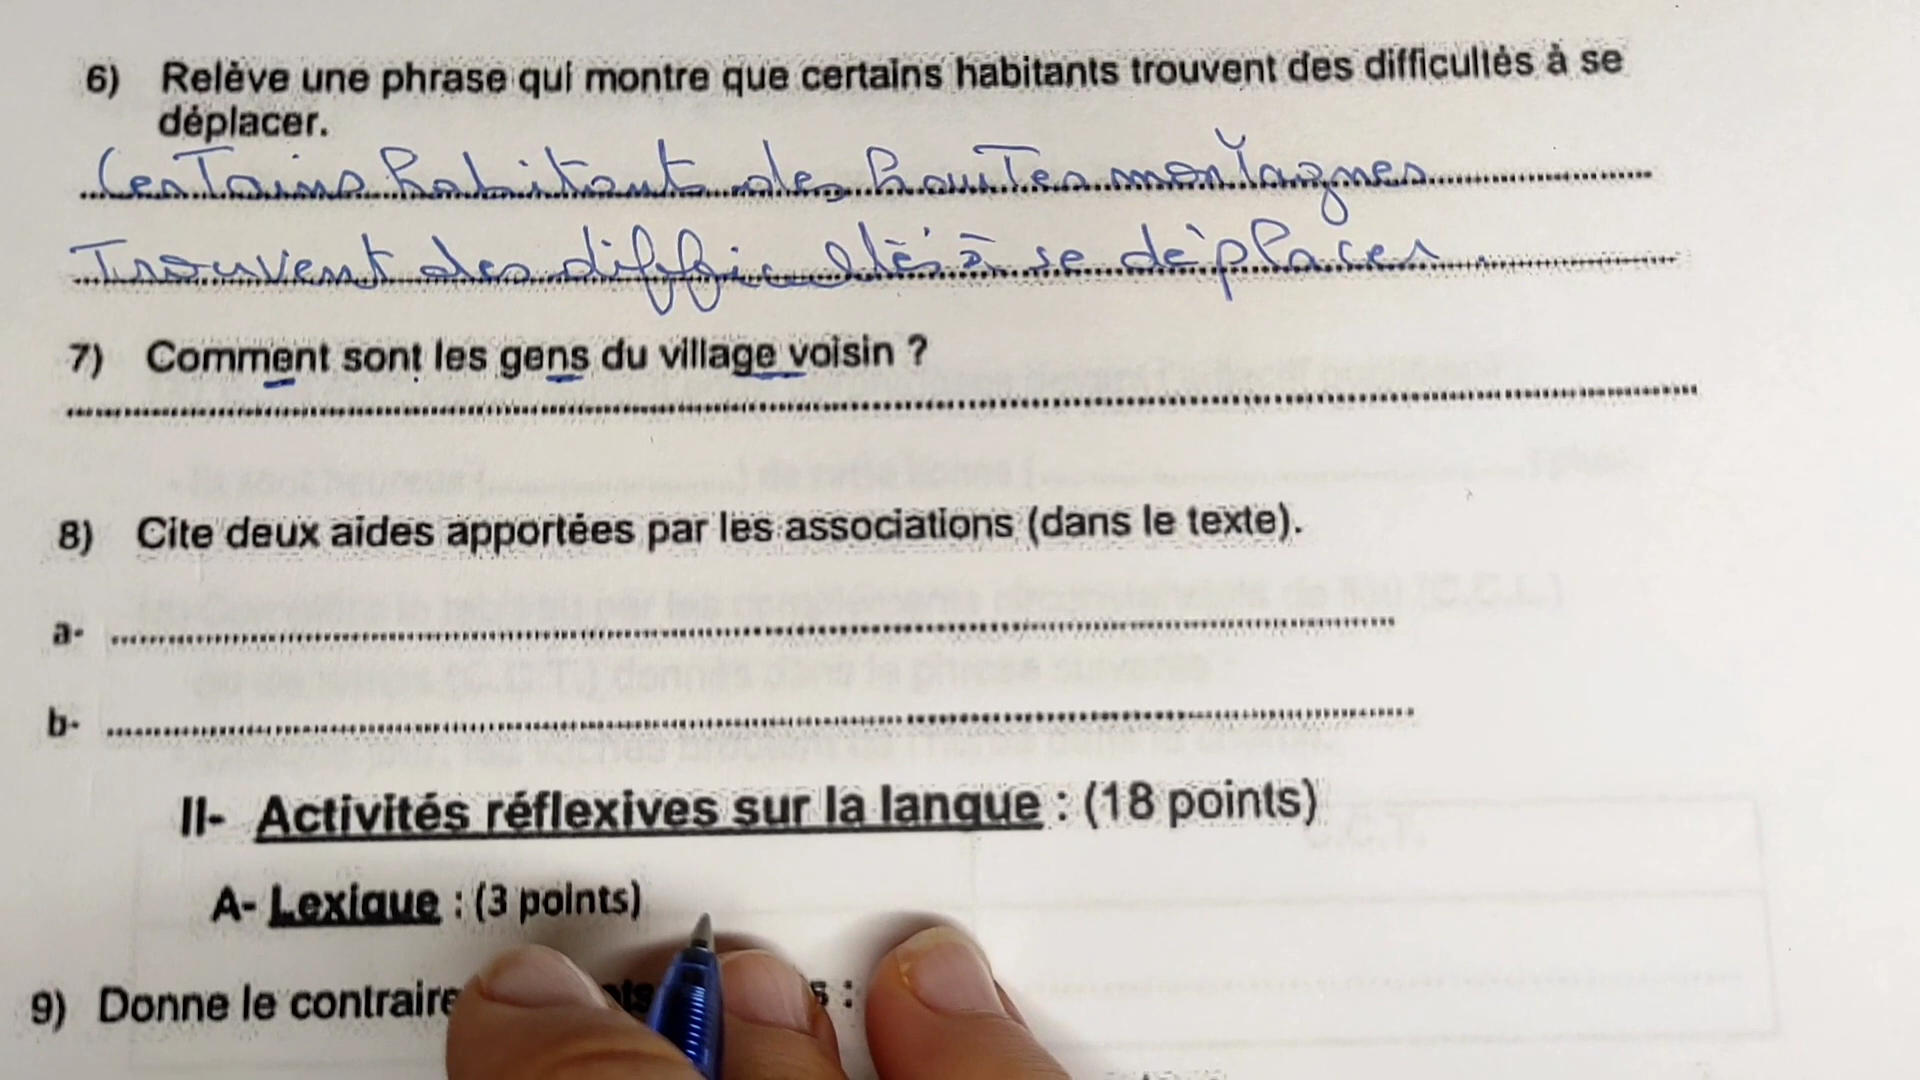 6) Relève une phrase qui montre que certains habitants trouvent des difficultés à se
déplacer.
Certains habitant des hautes montagnes
Trouvent des difficultés à se déplacer
7) Comment sont les gens du village voisin ?
8) Cite deux aides apportées par les associations (dans le texte).
a-
b-
II- Activités réflexives sur la langue : (18 points)
A- Lexique : (3 points)
9) Donne le contraire :